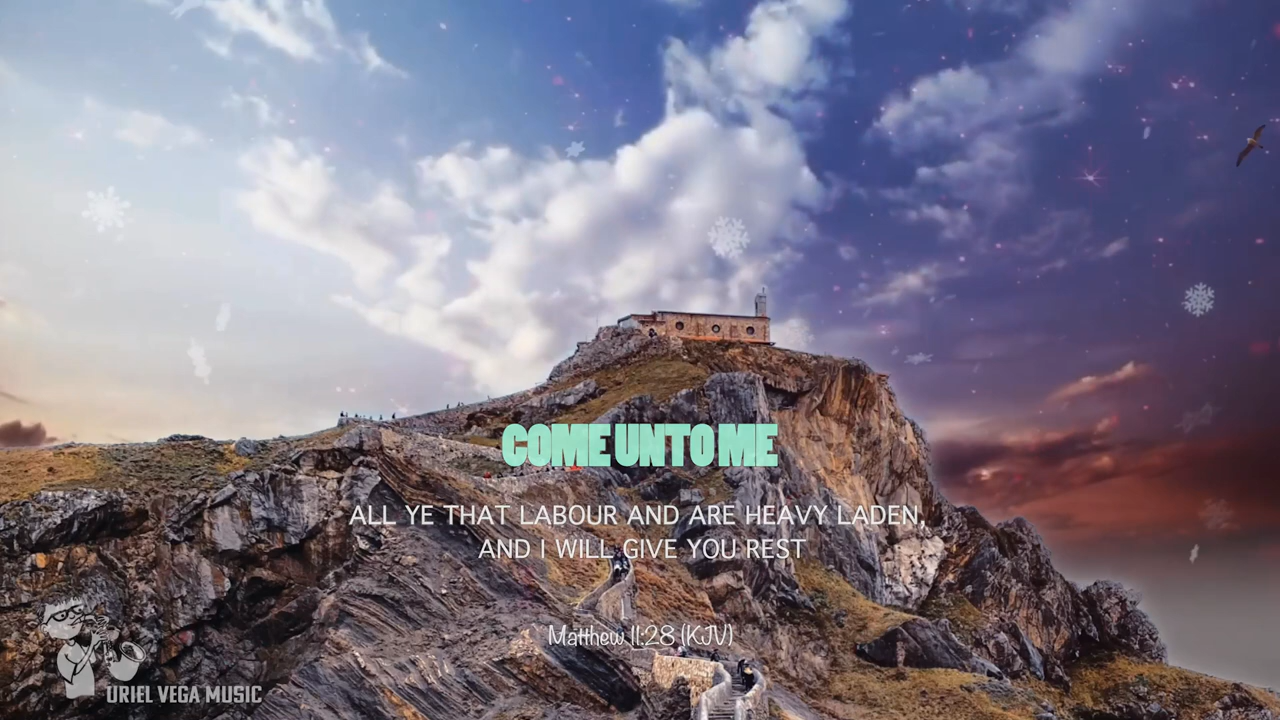 COME UNTO ME
ALL YE THAT LABOUR AND ARE HEAVY LADEN,
AND I WILL GIVE YOU REST
Matthew 11:28 (KJV)
URIEL VEGA MUSIC